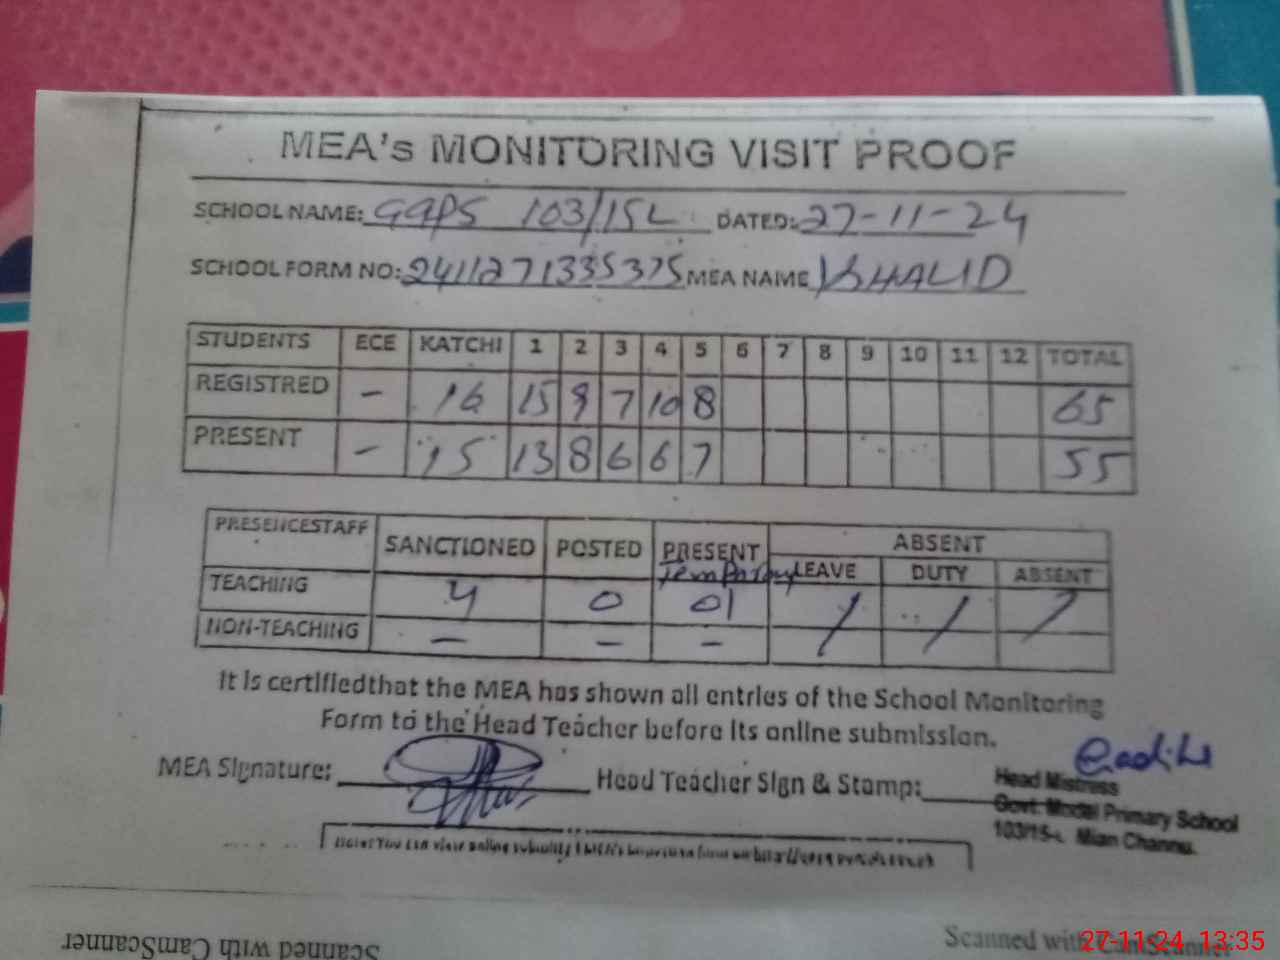 MEA's MONITORING VISIT PROOF
SCHOOL NAME: GGPS 103/15L DATED: 27-11-24
SCHOOL FORM NO: 2411271335375 MEA NAME KHALID
STUDENTS ECE KATCHI 1 2 3 4 5 6 7 8 9 10 11 12 TOTAL
REGISTRED - 16 15 9 7 10 8 65
PRESENT - 15 13 8 6 6 7 55
PRESENCESTAFF SANCTIONED POSTED PRESENT ABSENT
LEAVE DUTY ABSENT
TEACHING 4 0 01 / / /
NON-TEACHING - - -
It is certifiedthat the MEA has shown all entries of the School Monitoring
Form to the Head Teacher before its online submission.
MEA Signature: Head Teacher Sign & Stamp:
Head Mistress
Govt. Model Primary School
103/15-L Mian Channu.
Scanned with CamScanner
Scanned with CamScanner
27-11-24 13:35